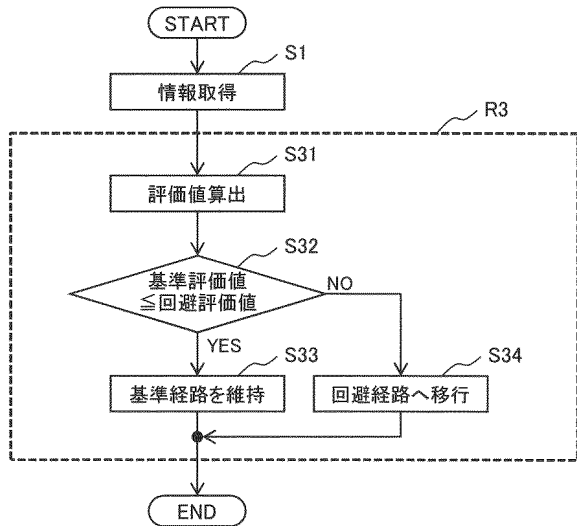 START
S1
情報取得
R3
S31
評価値算出
S32
基準評価値
≦回避評価値
NO
YES
S33
基準経路を維持
S34
回避経路へ移行
END